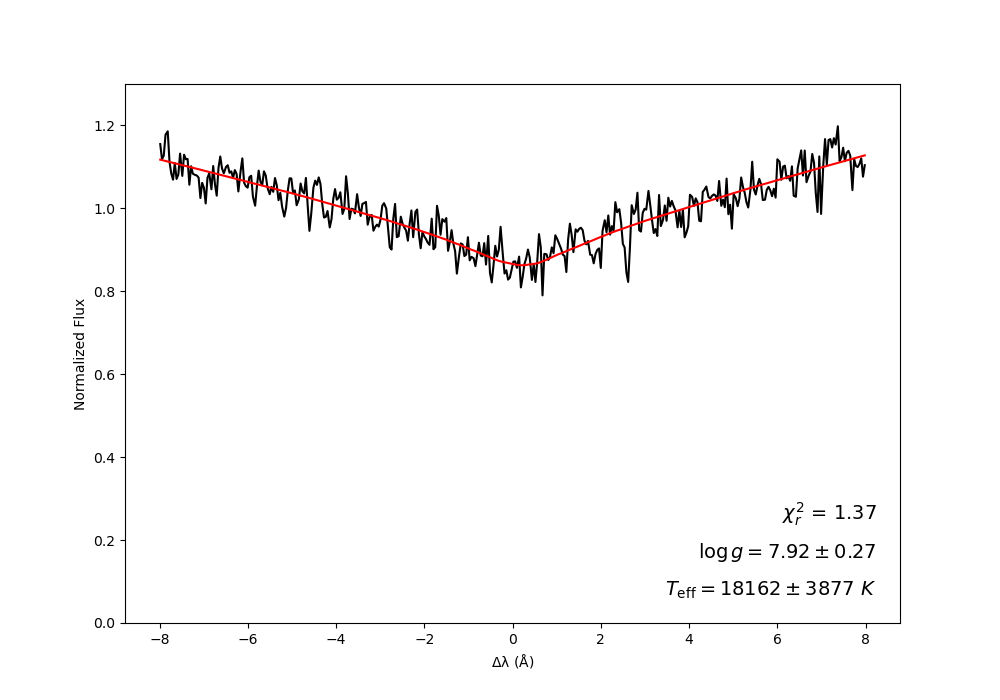 1.2
1.0
0.8
0.6
0.4
0.2
0.0
Normalized Flux
χ²ᵣ = 1.37
log g = 7.92 ± 0.27
T_eff = 18162 ± 3877 K
−8 −6 −4 −2 0 2 4 6 8
Δλ (Å)